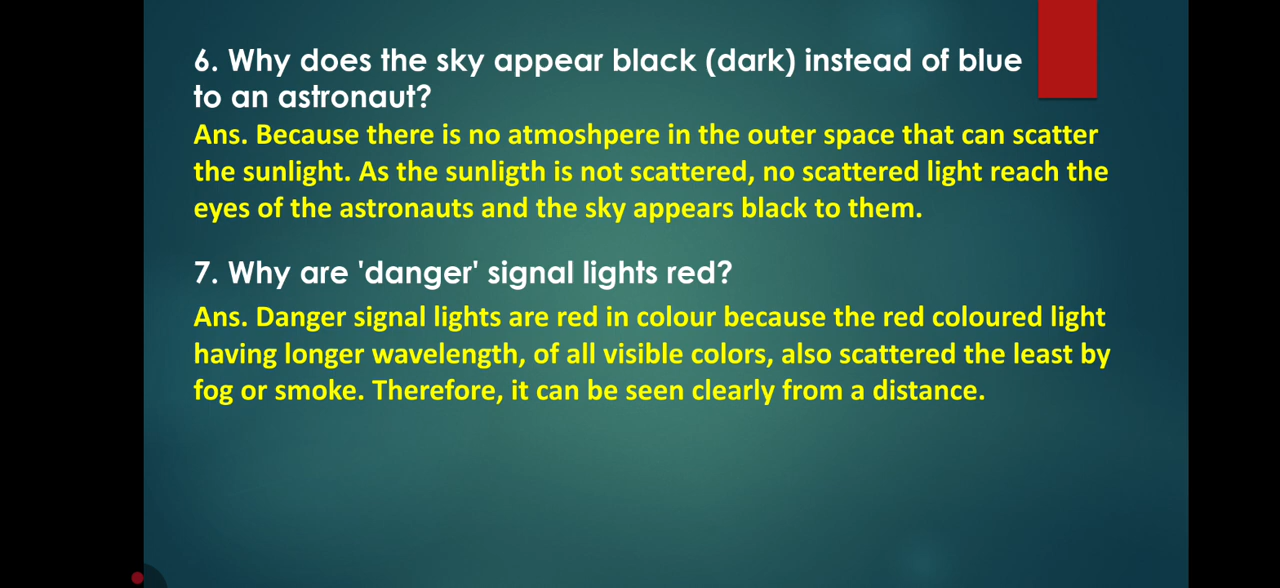 6. Why does the sky appear black (dark) instead of blue
to an astronaut?
Ans. Because there is no atmoshpere in the outer space that can scatter
the sunlight. As the sunligth is not scattered, no scattered light reach the
eyes of the astronauts and the sky appears black to them.
7. Why are 'danger' signal lights red?
Ans. Danger signal lights are red in colour because the red coloured light
having longer wavelength, of all visible colors, also scattered the least by
fog or smoke. Therefore, it can be seen clearly from a distance.